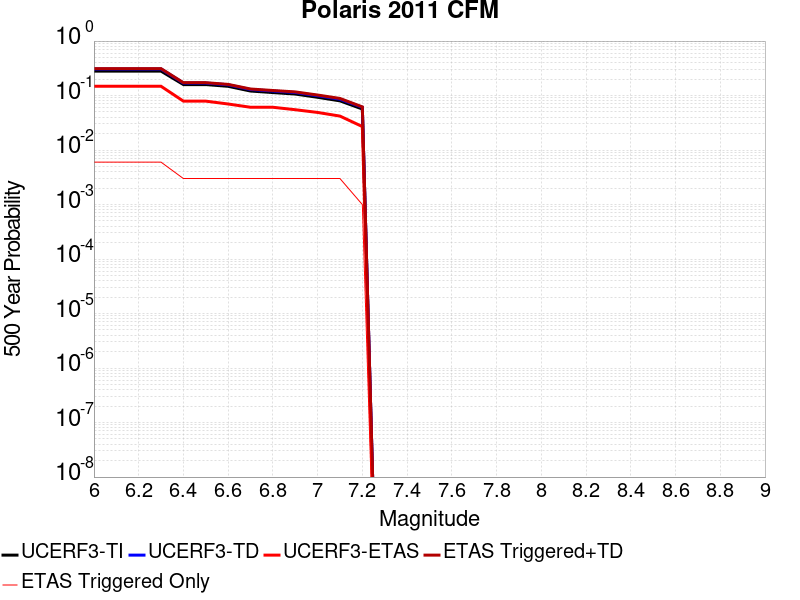 Polaris 2011 CFM
10^0
10^-1
10^-2
10^-3
10^-4
10^-5
10^-6
10^-7
10^-8
500 Year Probability
6 6.2 6.4 6.6 6.8 7 7.2 7.4 7.6 7.8 8 8.2 8.4 8.6 8.8 9
Magnitude
UCERF3-TI UCERF3-TD UCERF3-ETAS ETAS Triggered+TD
ETAS Triggered Only